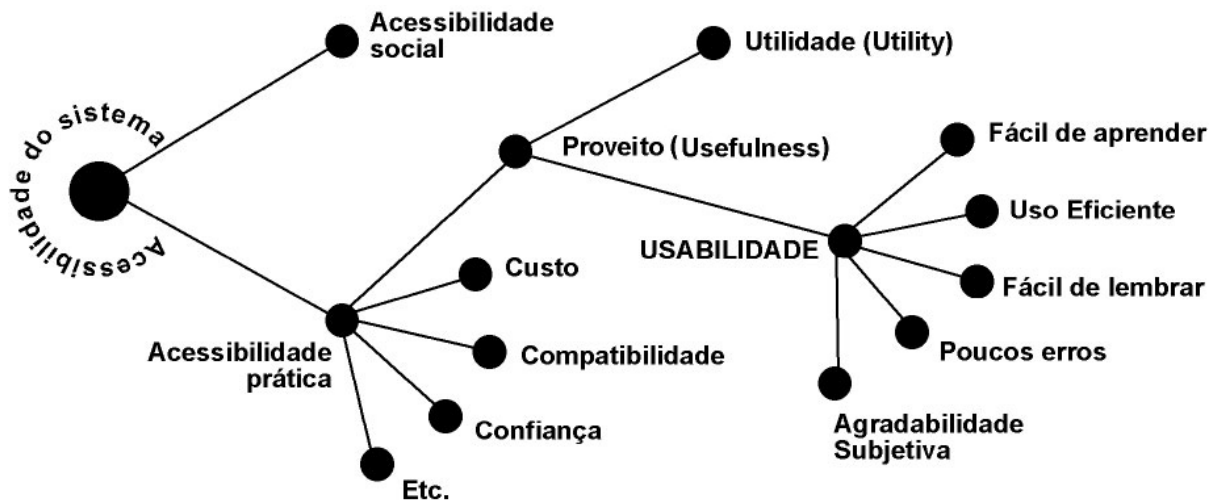 Acessibilidade do sistema
Acessibilidade
social
Utilidade (Utility)
Proveito (Usefulness)
Fácil de aprender
Uso Eficiente
USABILIDADE
Fácil de lembrar
Custo
Poucos erros
Acessibilidade
prática
Compatibilidade
Agradabilidade
Subjetiva
Confiança
Etc.